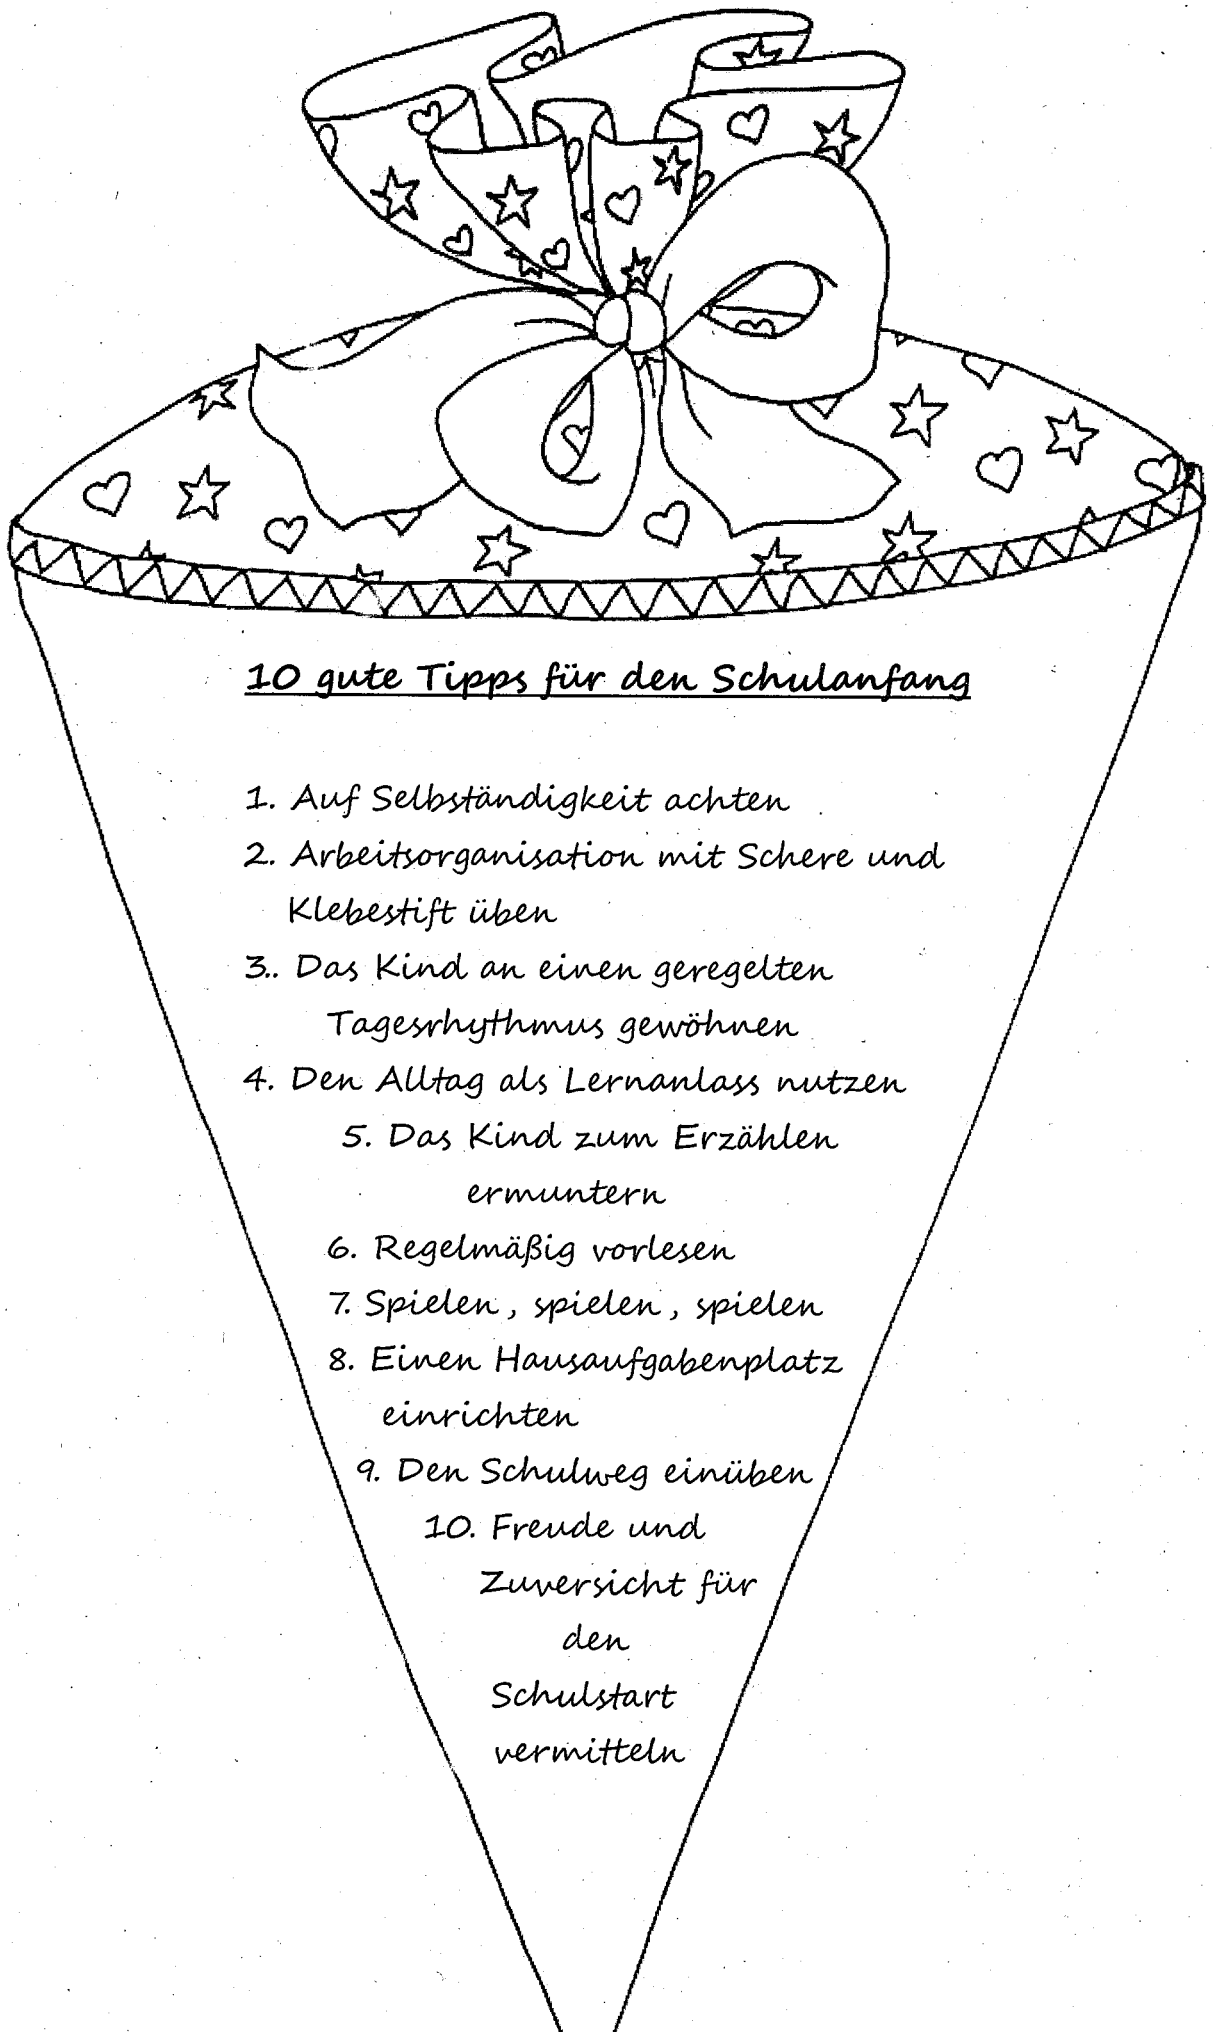 10 gute Tipps für den Schulanfang
1. Auf Selbständigkeit achten
2. Arbeitsorganisation mit Schere und
Klebestift üben
3.. Das Kind an einen geregelten
Tagesrhythmus gewöhnen
4. Den Alltag als Lernanlass nutzen
5. Das Kind zum Erzählen
ermuntern
6. Regelmäßig vorlesen
7. Spielen, spielen, spielen
8. Einen Hausaufgabenplatz
einrichten
9. Den Schulweg einüben
10. Freude und
Zuversicht für
den
Schulstart
vermitteln